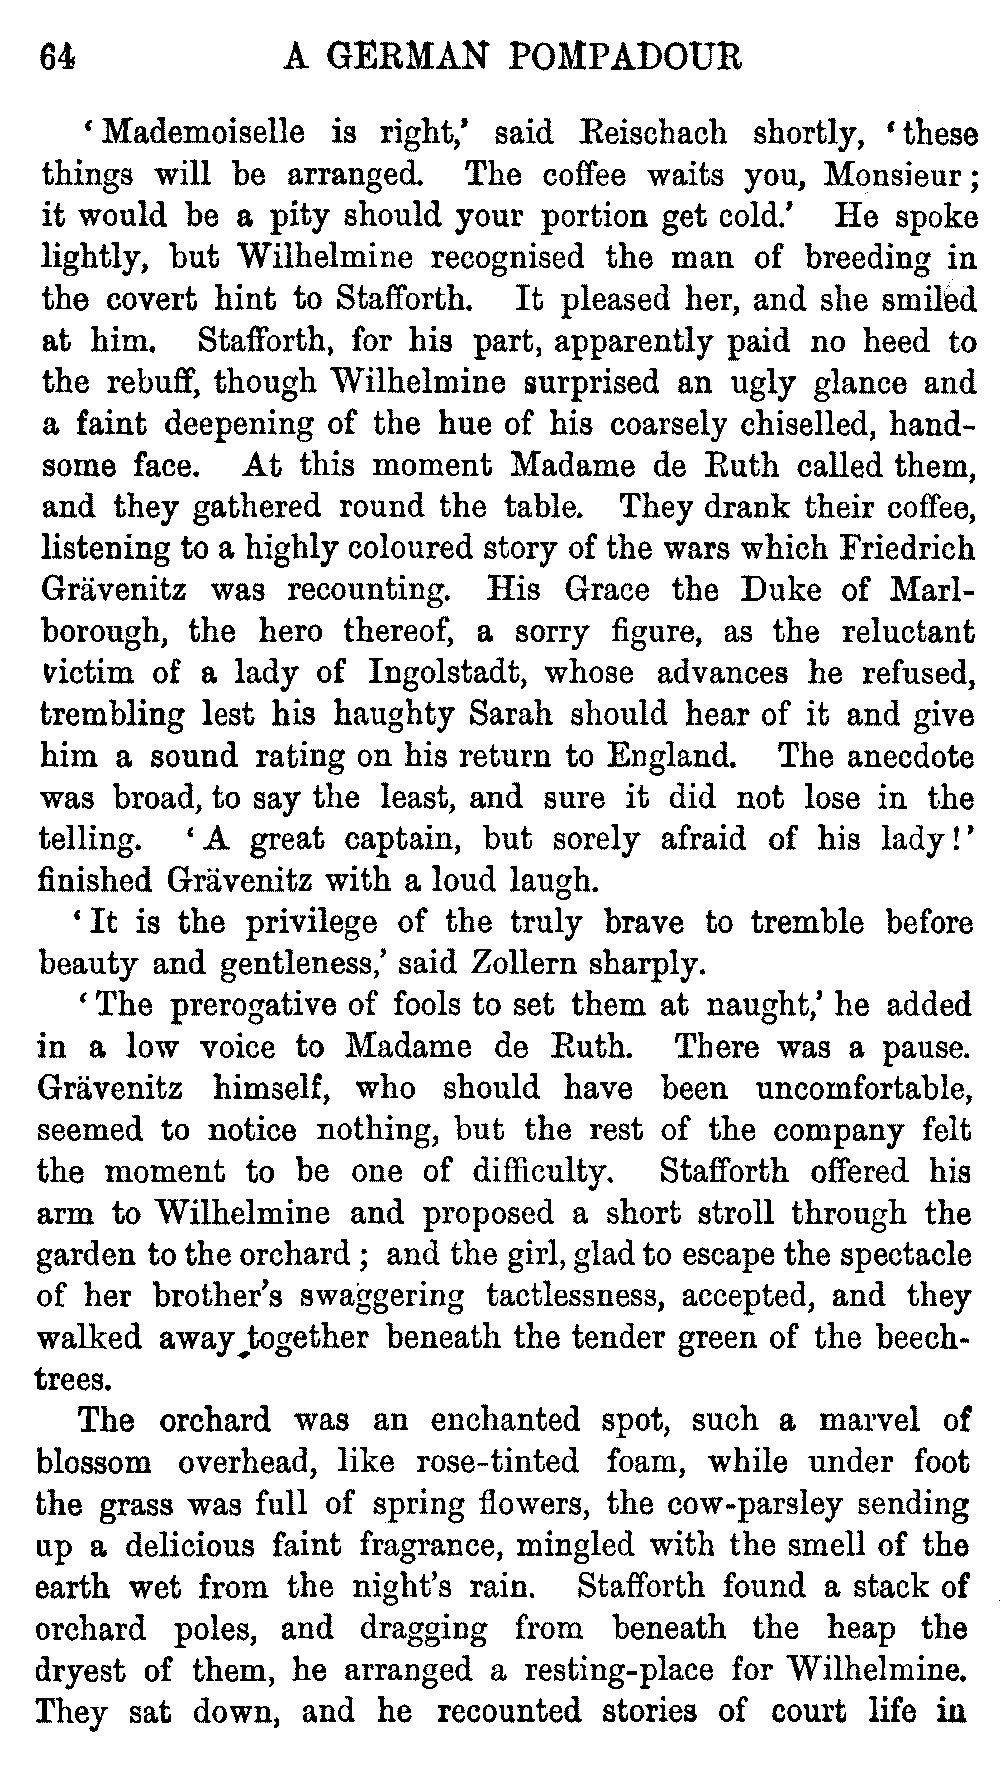 64 A GERMAN POMPADOUR
‘Mademoiselle is right,’ said Reischach shortly, ‘these
things will be arranged. The coffee waits you, Monsieur;
it would be a pity should your portion get cold.’ He spoke
lightly, but Wilhelmine recognised the man of breeding in
the covert hint to Stafforth. It pleased her, and she smiled
at him. Stafforth, for his part, apparently paid no heed to
the rebuff, though Wilhelmine surprised an ugly glance and
a faint deepening of the hue of his coarsely chiselled, hand-
some face. At this moment Madame de Ruth called them,
and they gathered round the table. They drank their coffee,
listening to a highly coloured story of the wars which Friedrich
Grävenitz was recounting. His Grace the Duke of Marl-
borough, the hero thereof, a sorry figure, as the reluctant
victim of a lady of Ingolstadt, whose advances he refused,
trembling lest his haughty Sarah should hear of it and give
him a sound rating on his return to England. The anecdote
was broad, to say the least, and sure it did not lose in the
telling. ‘A great captain, but sorely afraid of his lady!’
finished Grävenitz with a loud laugh.
‘It is the privilege of the truly brave to tremble before
beauty and gentleness,’ said Zollern sharply.
‘The prerogative of fools to set them at naught,’ he added
in a low voice to Madame de Ruth. There was a pause.
Grävenitz himself, who should have been uncomfortable,
seemed to notice nothing, but the rest of the company felt
the moment to be one of difficulty. Stafforth offered his
arm to Wilhelmine and proposed a short stroll through the
garden to the orchard; and the girl, glad to escape the spectacle
of her brother’s swaggering tactlessness, accepted, and they
walked away together beneath the tender green of the beech-
trees.
The orchard was an enchanted spot, such a marvel of
blossom overhead, like rose-tinted foam, while under foot
the grass was full of spring flowers, the cow-parsley sending
up a delicious faint fragrance, mingled with the smell of the
earth wet from the night’s rain. Stafforth found a stack of
orchard poles, and dragging from beneath the heap the
dryest of them, he arranged a resting-place for Wilhelmine.
They sat down, and he recounted stories of court life in